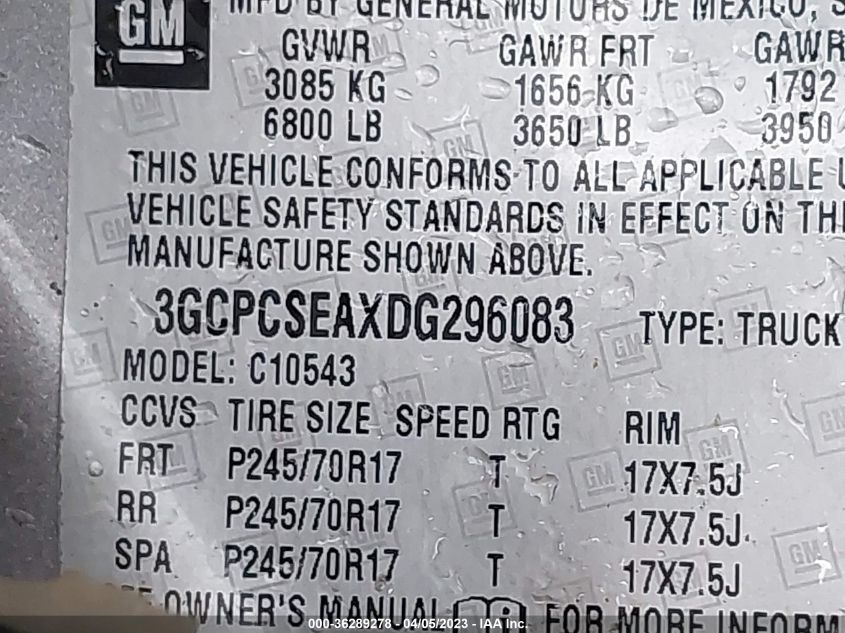 GM
MFD BY GENERAL MOTORS DE MEXICO,
GVWR GAWR FRT GAWR
3085 KG 1656 KG 1792
6800 LB 3650 LB 3950
THIS VEHICLE CONFORMS TO ALL APPLICABLE
VEHICLE SAFETY STANDARDS IN EFFECT ON
MANUFACTURE SHOWN ABOVE.
3GCPCSEAXDG296083 TYPE: TRUCK
MODEL: C10543
CCVS TIRE SIZE SPEED RTG RIM
FRT P245/70R17 T 17X7.5J
RR P245/70R17 T 17X7.5J
SPA P245/70R17 T 17X7.5J
OWNER'S MANUAL FOR MORE
000-36289278 - 04/05/2023 - IAA Inc.